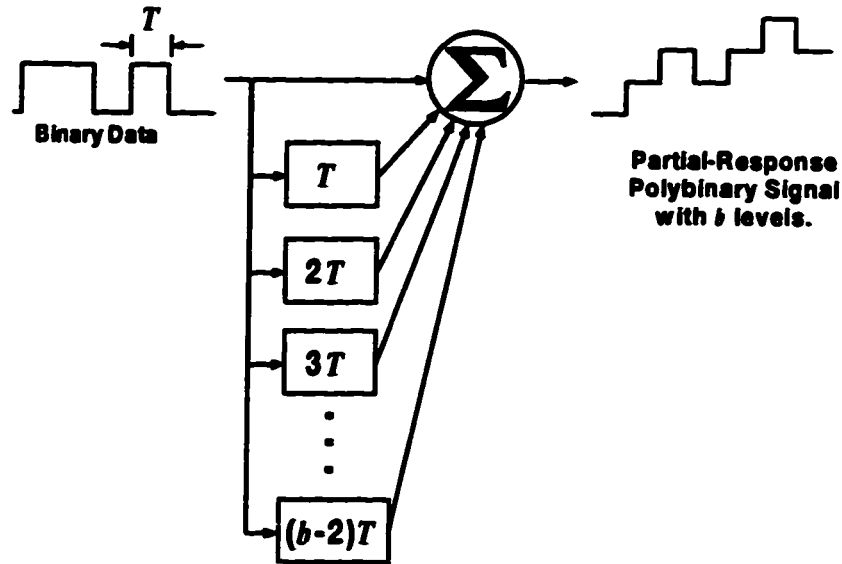 T
Binary Data
Σ
Partial-Response
Polybinary Signal
with b levels.
T
2T
3T
(b-2)T